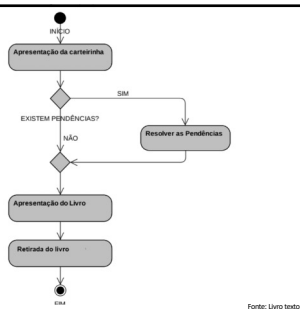 INÍCIO
Apresentação da carteirinha
SIM
EXISTEM PENDÊNCIAS?
Resolver as Pendências
NÃO
Apresentação do Livro
Retirada do livro
FIM
Fonte: Livro texto